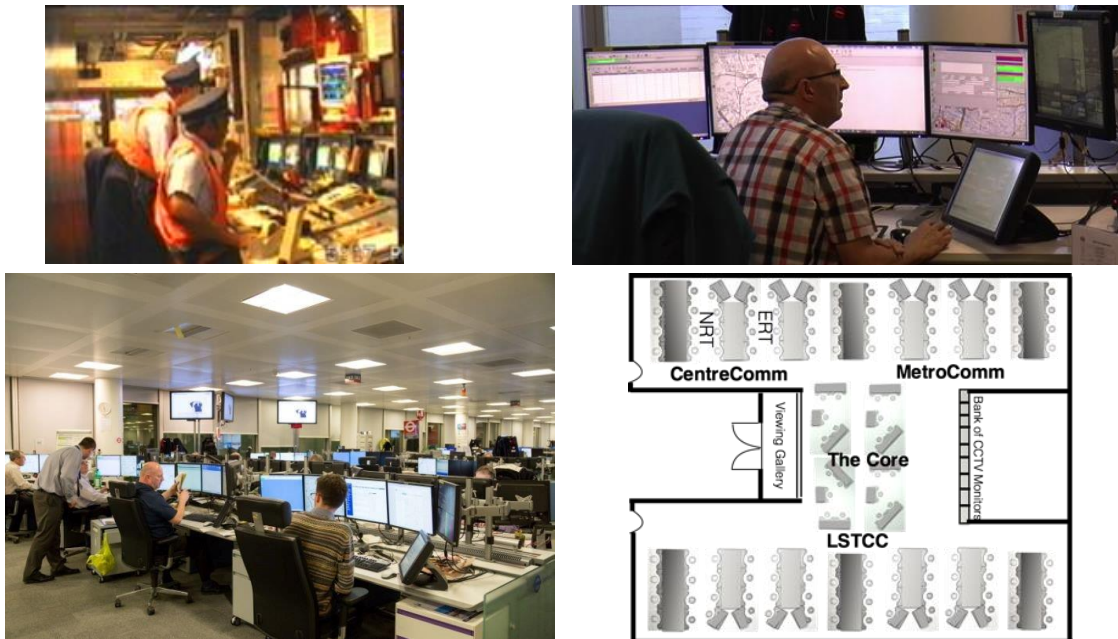 NRT
ERT
CentreComm
MetroComm
Viewing Gallery
The Core
Bank of CCTV Monitors
LSTCC